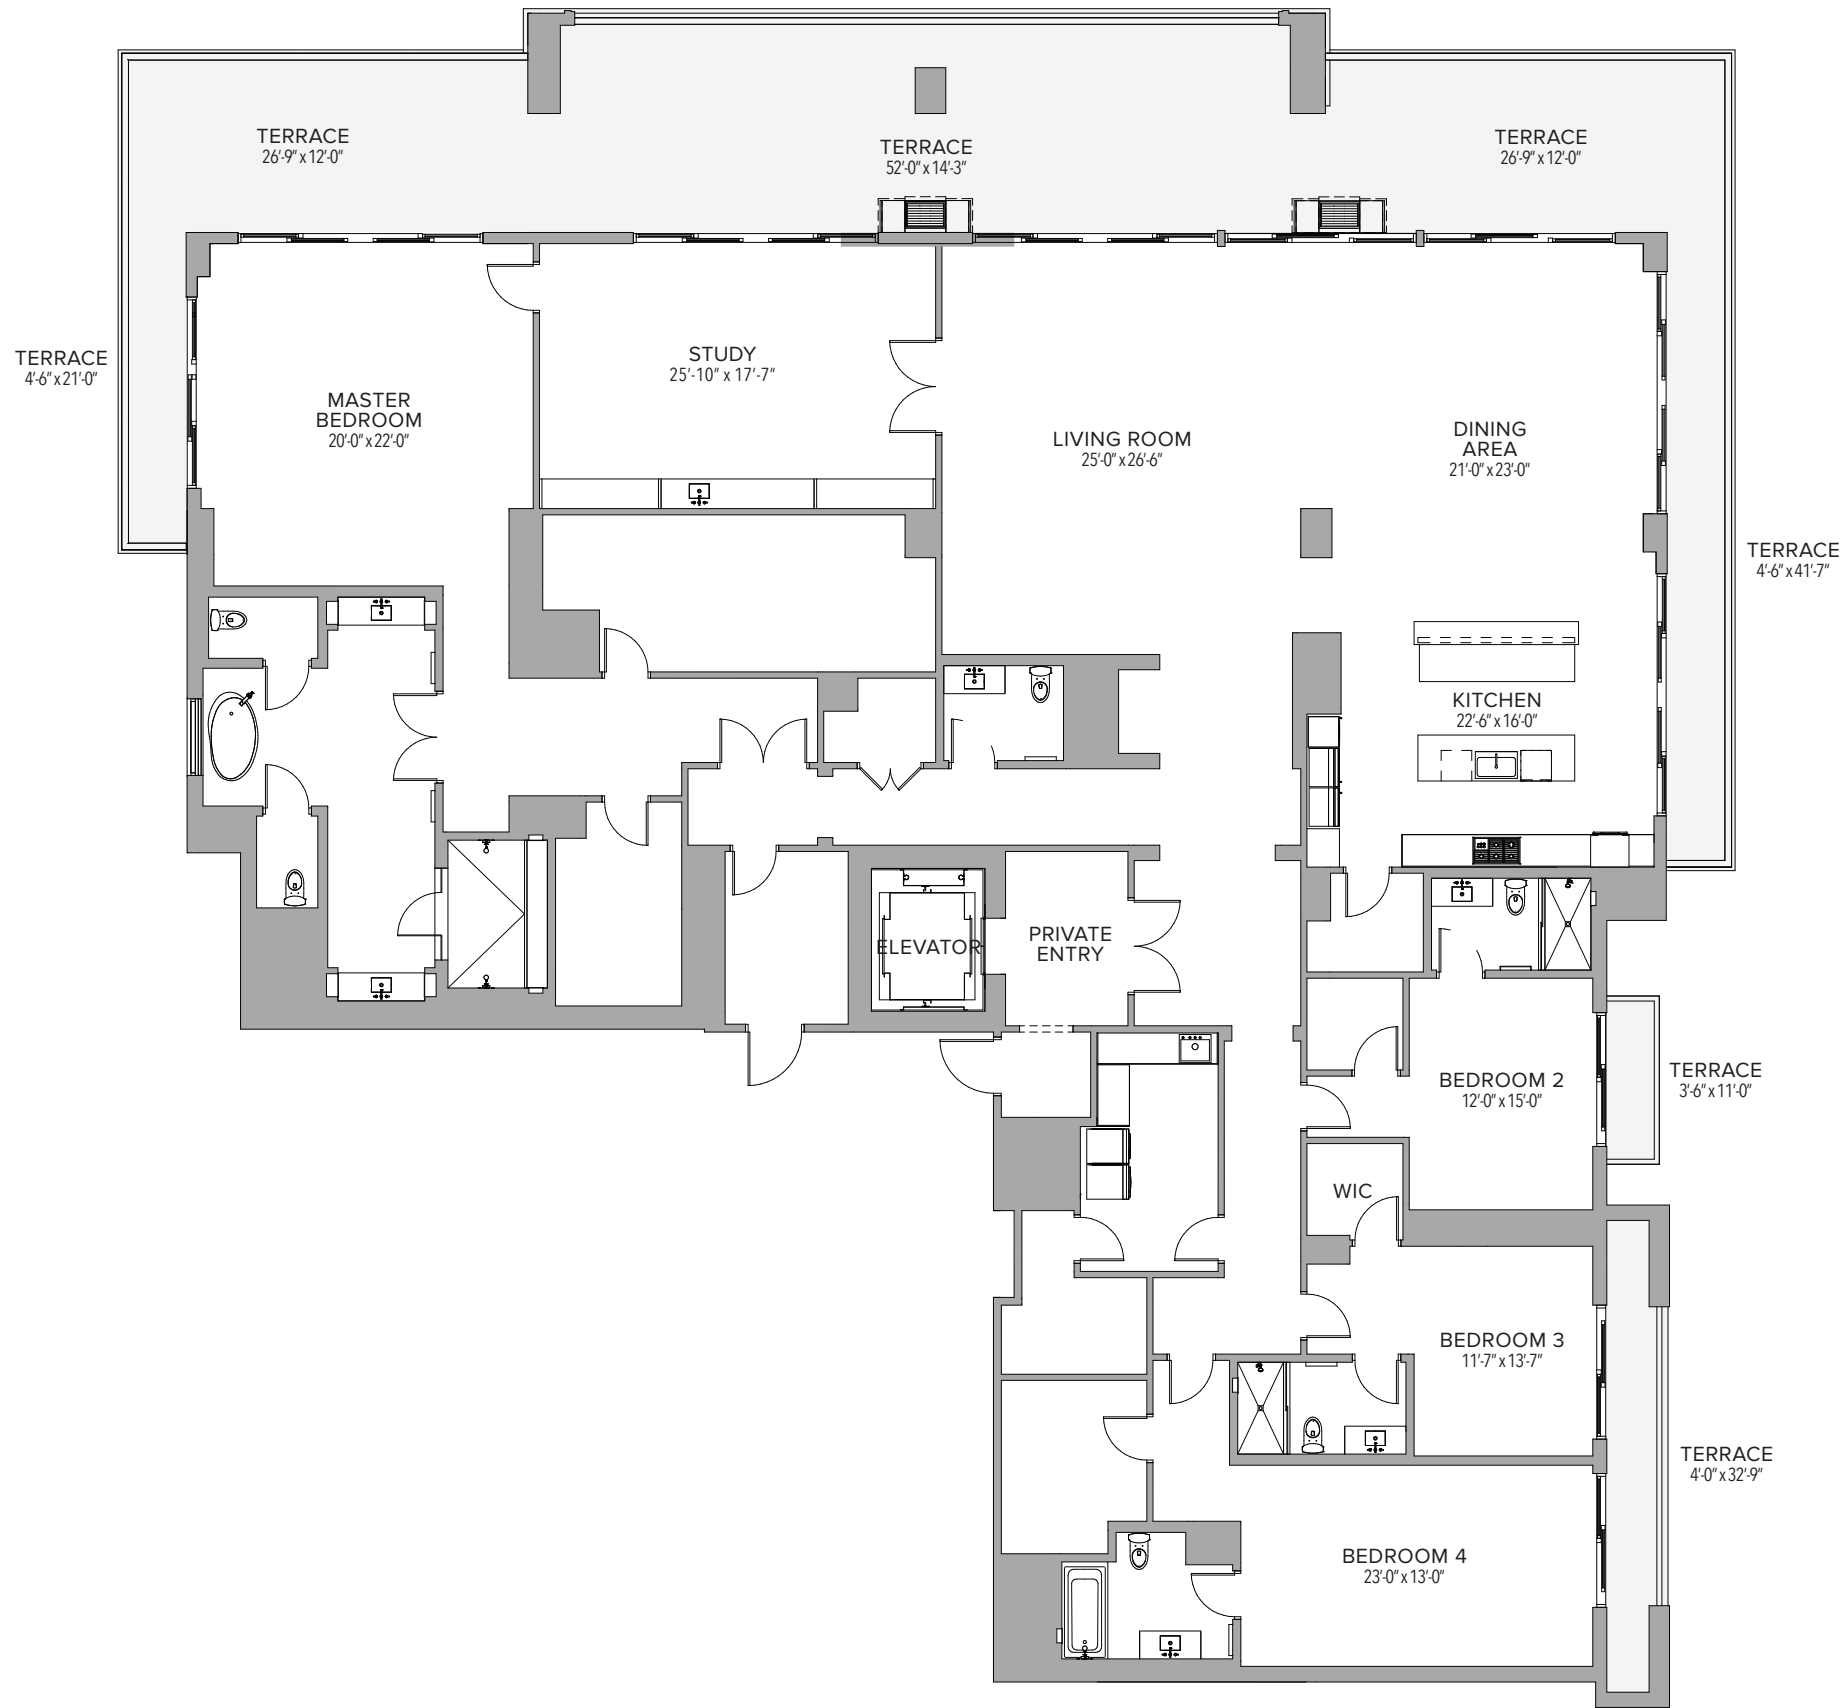 TERRACE
26'-9" x 12'-0"
TERRACE
52'-0" x 14'-3"
TERRACE
26'-9" x 12'-0"
TERRACE
4'-6" x 21'-0"
MASTER
BEDROOM
20'-0" x 22'-0"
STUDY
25'-10" x 17'-7"
LIVING ROOM
25'-0" x 26'-6"
DINING
AREA
21'-0" x 23'-0"
TERRACE
4'-6" x 41'-7"
KITCHEN
22'-6" x 16'-0"
ELEVATOR
PRIVATE
ENTRY
BEDROOM 2
12'-0" x 15'-0"
TERRACE
3'-6" x 11'-0"
WIC
BEDROOM 3
11'-7" x 13'-7"
TERRACE
4'-0" x 32'-9"
BEDROOM 4
23'-0" x 13'-0"